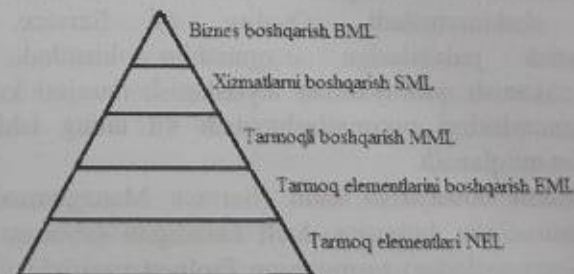 Biznes boshqarish BML
Xizmatlarni boshqarish SML
Tarmoqli boshqarish MML
Tarmoq elementlarini boshqarish EML
Tarmoq elementlari NEL